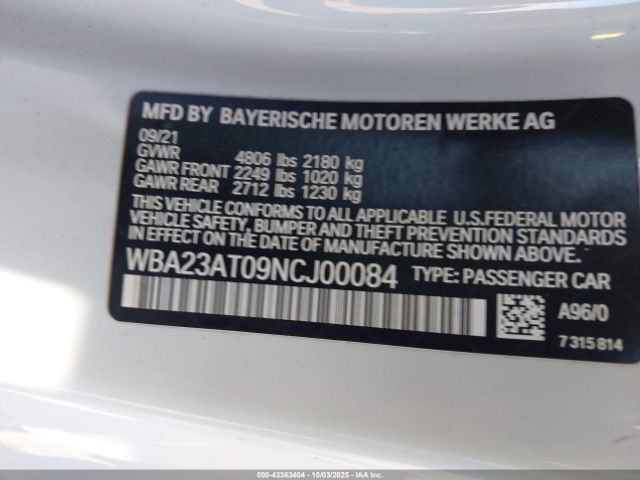 MFD BY BAYERISCHE MOTOREN WERKE AG
09/21
GVWR 4806 lbs 2180 kg
GAWR FRONT 2249 lbs 1020 kg
GAWR REAR 2712 lbs 1230 kg
THIS VEHICLE CONFORMS TO ALL APPLICABLE U.S.FEDERAL MOTOR
VEHICLE SAFETY, BUMPER, AND THEFT PREVENTION STANDARDS
IN EFFECT ON THE DATE OF MANUFACTURE SHOWN ABOVE.
WBA23AT09NCJ00084 TYPE: PASSENGER CAR
A96/0
7 315 814
000-43363404 - 10/03/2025 - IAAI.COM